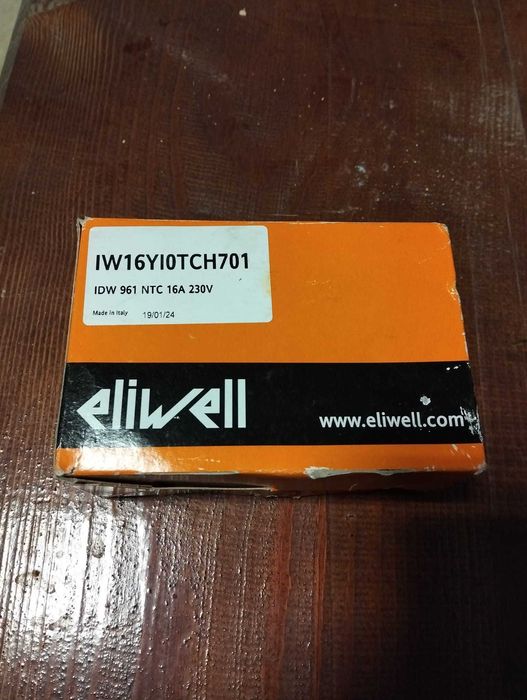 IW16YI0TCH701
IDW 961 NTC 16A 230V
Made in Italy 19/01/24
eliwell
www.eliwell.com